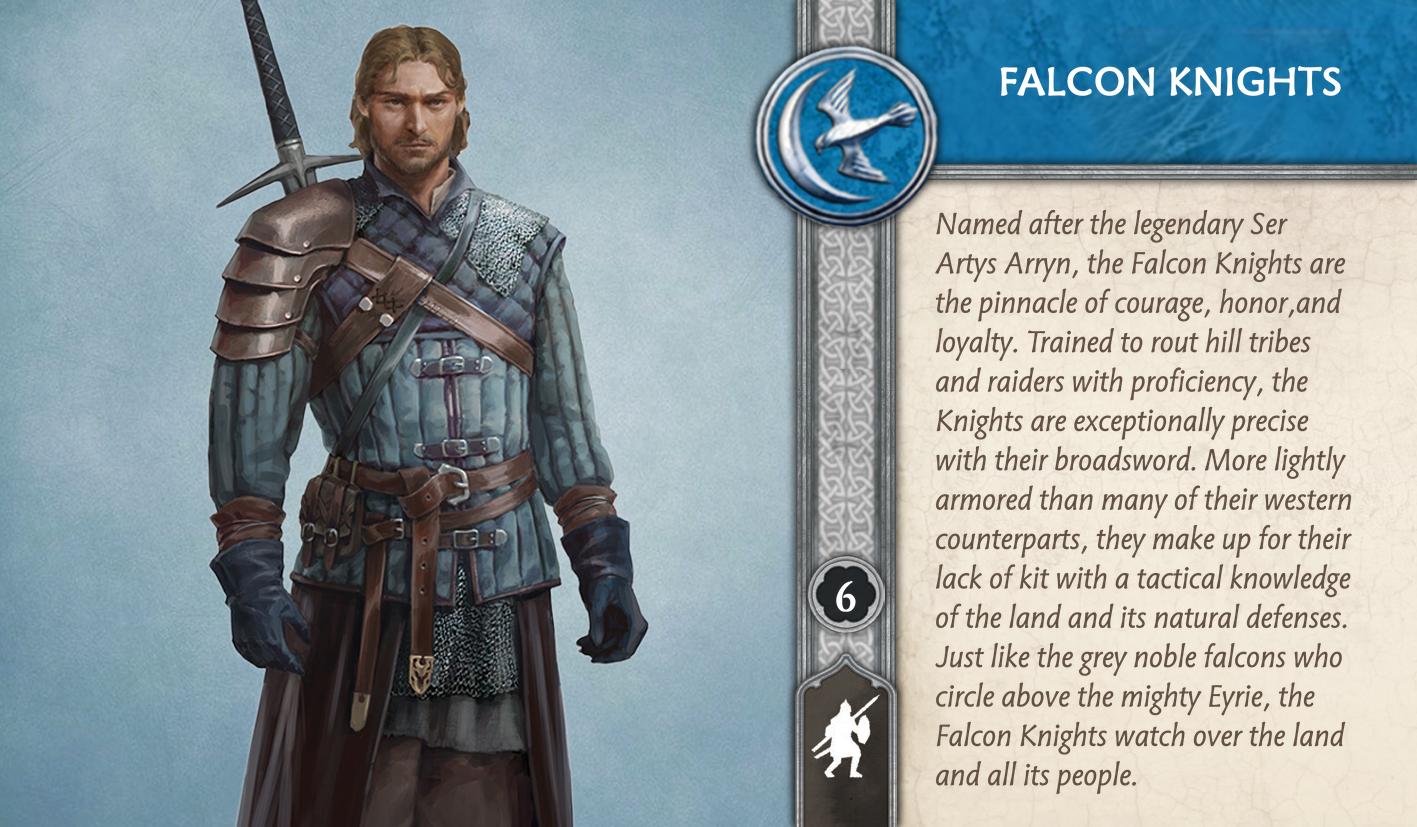 FALCON KNIGHTS
Named after the legendary Ser
Artys Arryn, the Falcon Knights are
the pinnacle of courage, honor,and
loyalty. Trained to rout hill tribes
and raiders with proficiency, the
Knights are exceptionally precise
with their broadsword. More lightly
armored than many of their western
counterparts, they make up for their
lack of kit with a tactical knowledge
of the land and its natural defenses.
Just like the grey noble falcons who
circle above the mighty Eyrie, the
Falcon Knights watch over the land
and all its people.
6